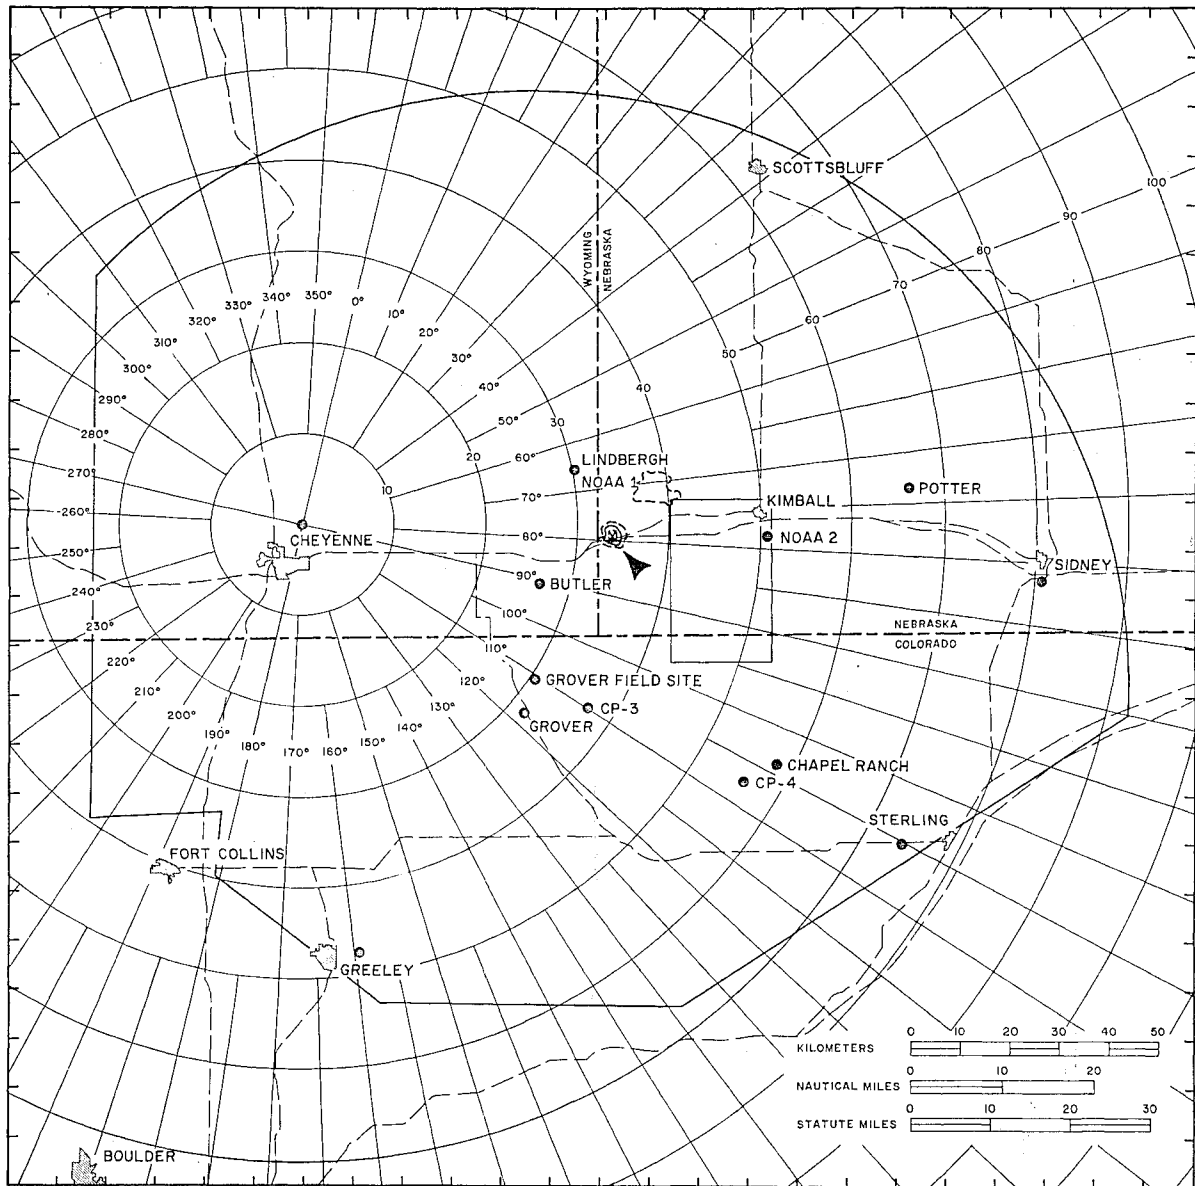 SCOTTSBLUFF
100
90
80
70
60
50
40
30
20
10
WYOMING
NEBRASKA
350°
0°
10°
20°
30°
40°
50°
60°
70°
80°
90°
100°
110°
120°
130°
140°
150°
160°
170°
180°
190°
200°
210°
220°
230°
240°
250°
260°
270°
280°
290°
300°
310°
320°
330°
340°
LINDBERGH
NOAA 1
KIMBALL
POTTER
CHEYENNE
NOAA 2
SIDNEY
BUTLER
NEBRASKA
COLORADO
GROVER FIELD SITE
CP-3
GROVER
CHAPEL RANCH
CP-4
STERLING
FORT COLLINS
GREELEY
BOULDER
0 10 20 30 40 50
KILOMETERS
0 10 20
NAUTICAL MILES
0 10 20 30
STATUTE MILES